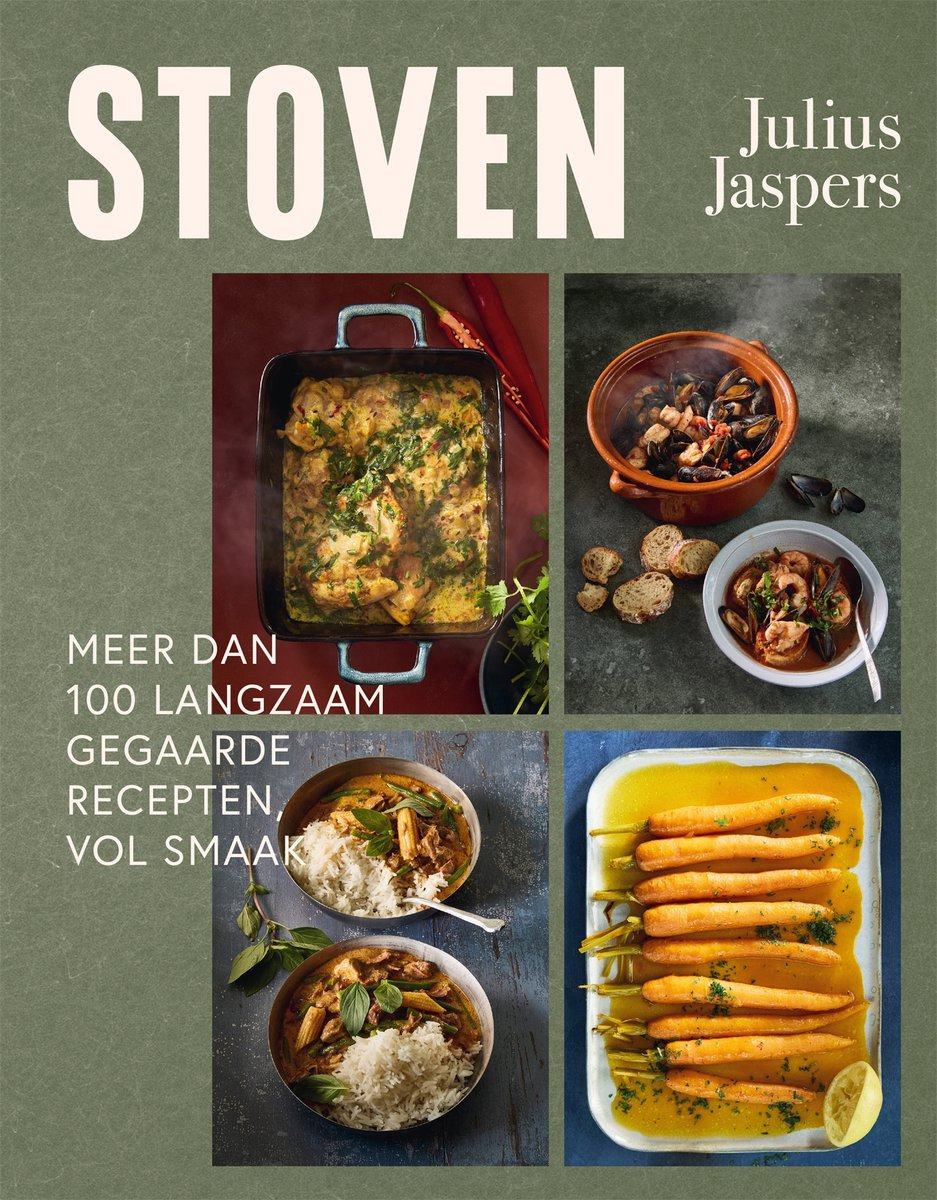 STOVEN
Julius
Jaspers
MEER DAN
100 LANGZAAM
GEGAARDE
RECEPTEN,
VOL SMAAK